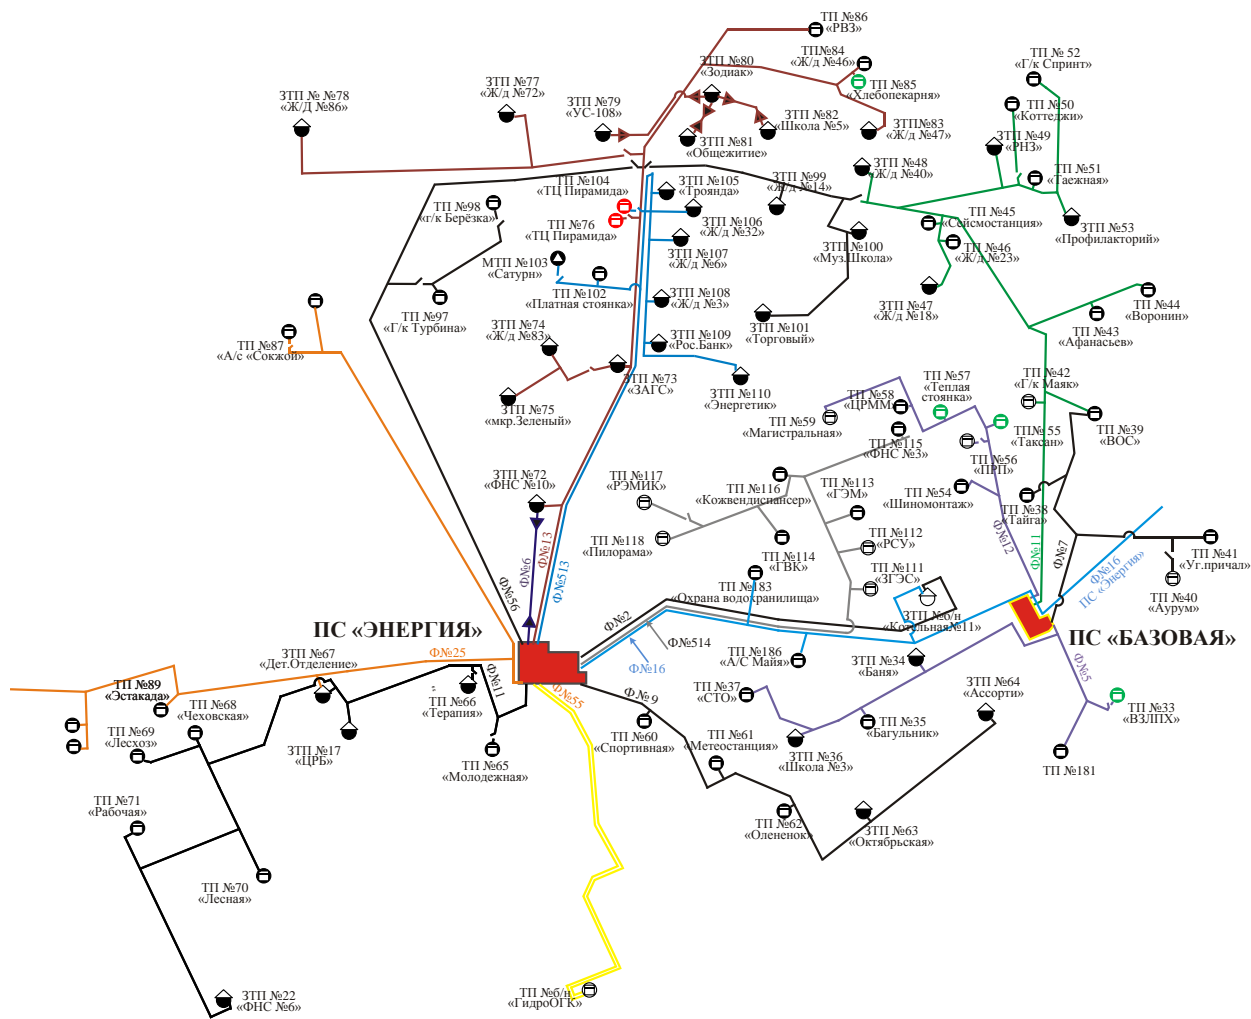 ТП №86
«РВЗ»
ЗТП №80
«Зодиак»
ТП№84
«Ж/д №46»
ТП №85
«Хлебопекарня»
ТП № 52
«Г/к Спринт»
ЗТП № №78
«Ж/Д №86»
ЗТП №77
«Ж/д №72»
ЗТП №79
«УС-108»
ЗТП №82
«Школа №5»
ЗТП№83
«Ж/д №47»
ТП №50
«Коттеджи»
ЗТП №49
«РНЗ»
ЗТП №81
«Общежитие»
ЗТП №99
«Ж/д №14»
ЗТП №48
«Ж/д №40»
ТП №51
«Таежная»
ТП №104
«ТЦ Пирамида»
ЗТП №105
«Троянда»
ТП №98
«г/к Берёзка»
ТП №76
«ТЦ Пирамида»
ЗТП №106
«Ж/д №32»
ТП №45
«Сейсмостанция»
ЗТП №53
«Профилакторий»
ЗТП №100
«Муз.Школа»
ТП №46
«Ж/д №23»
МТП №103
«Сатурн»
ЗТП №107
«Ж/д №6»
ТП №102
«Платная стоянка»
ЗТП №108
«Ж/д №3»
ЗТП №47
«Ж/д №18»
ТП №44
«Воронин»
ТП №97
«Г/к Турбина»
ЗТП №74
«Ж/д №83»
ЗТП №109
«Рос.Банк»
ЗТП №101
«Торговый»
ТП №43
«Афанасьев»
ТП №87
«А/с «Сокжой»
ЗТП №73
«ЗАГС»
ТП №42
«Г/к Маяк»
ЗТП №110
«Энергетик»
ТП №57
«Теплая
стоянка»
ТП №58
«ЦРММ»
ЗТП №75
«мкр.Зеленый»
ТП №59
«Магистральная»
ТП№ 55
«Таксан»
ТП №39
«ВОС»
ТП №115
«ФНС №3»
ТП №56
«ПРП»
ЗТП №72
«ФНС №10»
ТП №117
«РЭМИК»
ТП №116
«Кожвендиспансер»
ТП №113
«ГЭМ»
ТП №54
«Шиномонтаж»
ТП №38
«Тайга»
ТП №118
«Пилорама»
ТП №114
«ГВК»
ТП №112
«РСУ»
Ф№6
Ф№13
Ф№513
Ф№12
Ф№11
Ф№7
Ф№16
ПС «Энергия»
ТП №41
«Уг.причал»
ТП №111
«ЗГЭС»
ТП №40
«Аурум»
Ф№56
ТП №183
«Охрана водохранилища»
ЗТП №б/н
«Котульная№11»
ПС «ЭНЕРГИЯ»
Ф№2
Ф№514
Ф№16
ПС «БАЗОВАЯ»
ЗТП №67
«Дет.Отделение»
Ф№25
ТП №186
«А/С Майя»
ЗТП №34
«Баня»
Ф№5
ТП №89
«Эстакада»
Ф№11
ТП №66
«Терапия»
Ф№55
Ф№9
ТП №37
«СТО»
ЗТП №64
«Ассорти»
ТП №33
«ВЗЛПХ»
ТП №68
«Чеховская»
ТП №69
«Лесхоз»
ЗТП №17
«ЦРБ»
ТП №65
«Молодежная»
ТП №60
«Спортивная»
ТП №61
«Метеостанция»
ЗТП №36
«Школа №3»
ТП №35
«Багульник»
ТП №181
ТП №71
«Рабочая»
ТП №62
«Олененок»
ЗТП №63
«Октябрьская»
ТП №70
«Лесная»
ЗТП №22
«ФНС №6»
ТП №б/н
«ГидроОГК»